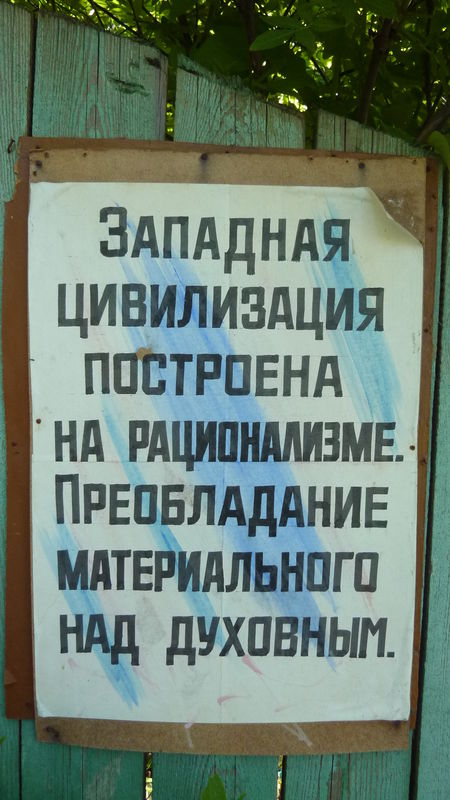 Западная
цивилизация
построена
на рационализме.
Преобладание
материального
над духовным.